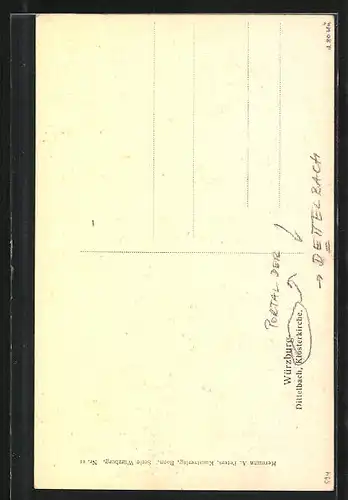 PORTAL DER
→ DETTELBACH
Würzburg
Dittelbach, Klosterkirche.
Hermann A. Peters, Kunstverlag, Bonn. Serie Würzburg. Nr. 11